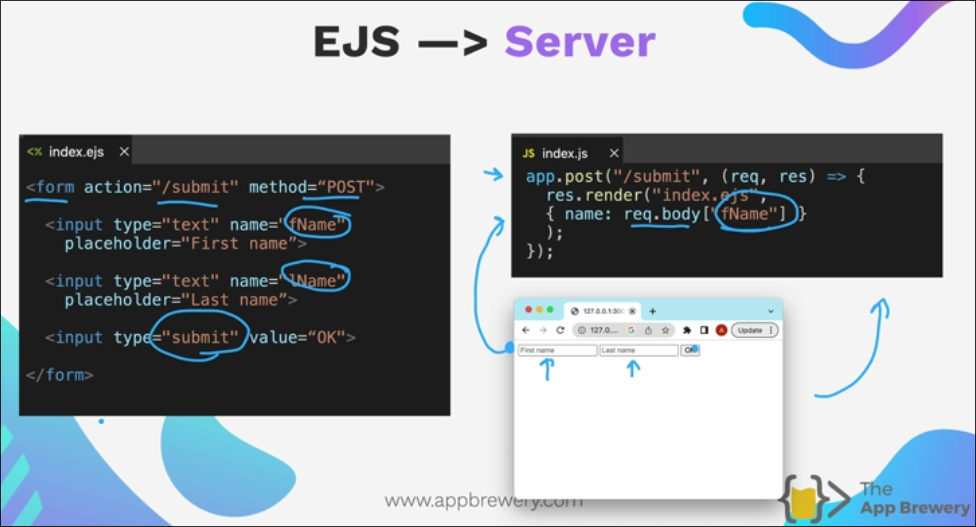 EJS —> Server
<% index.ejs ×
<form action="/submit" method=“POST">
<input type="text" name="fName"
placeholder="First name”>
<input type="text" name="lName"
placeholder="Last name”>
<input type="submit" value=“OK">
</form>
JS index.js ×
app.post("/submit", (req, res) => {
res.render("index.ejs",
{ name: req.body["fName"] }
);
});
127.0.0.1:300
127.0....
Update
First name Last name
www.appbrewery.com
The
App Brewery